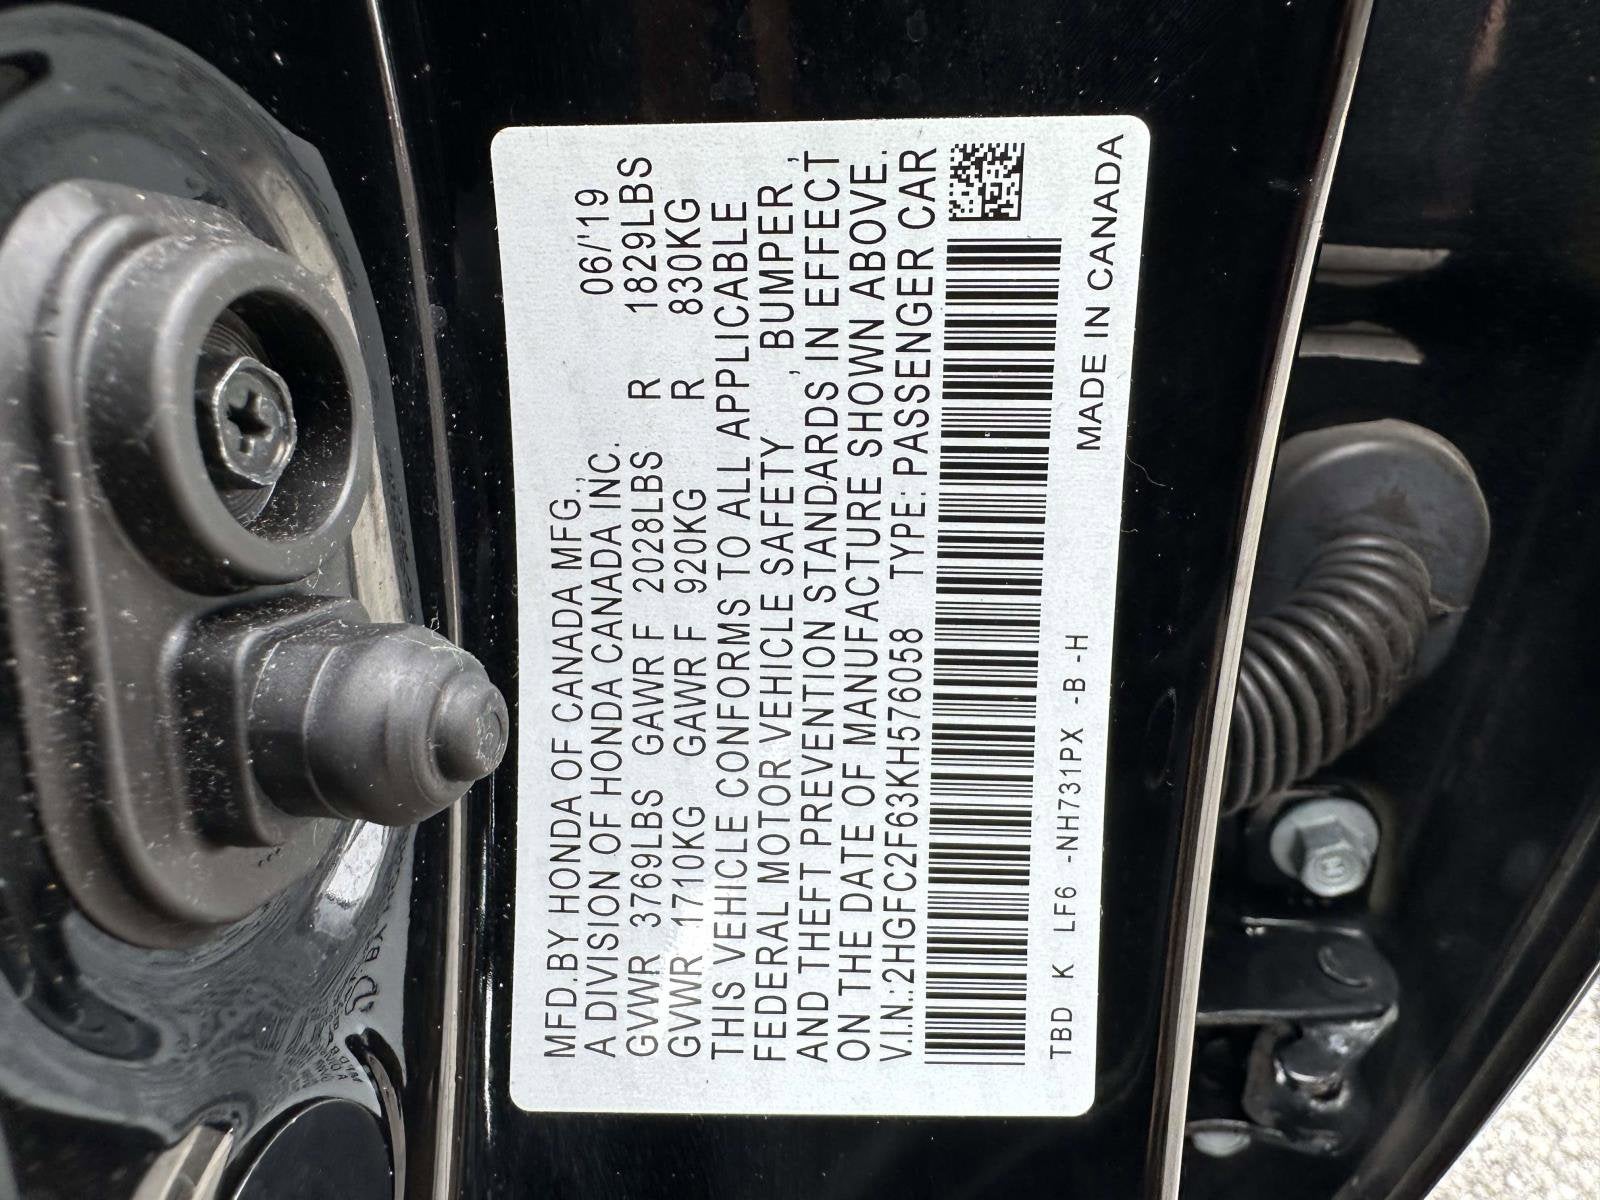 MFD.BY HONDA OF CANADA MFG.,
A DIVISION OF HONDA CANADA INC. 06/'19
GVWR 3769LBS GAWR F 2028LBS R 1829LBS
GVWR 1710KG GAWR F 920KG R 830KG
THIS VEHICLE CONFORMS TO ALL APPLICABLE
FEDERAL MOTOR VEHICLE SAFETY , BUMPER ,
AND THEFT PREVENTION STANDARDS IN EFFECT
ON THE DATE OF MANUFACTURE SHOWN ABOVE.
V.I.N.:2HGFC2F63KH576058 TYPE: PASSENGER CAR
TBD K LF6 -NH731PX -B -H MADE IN CANADA